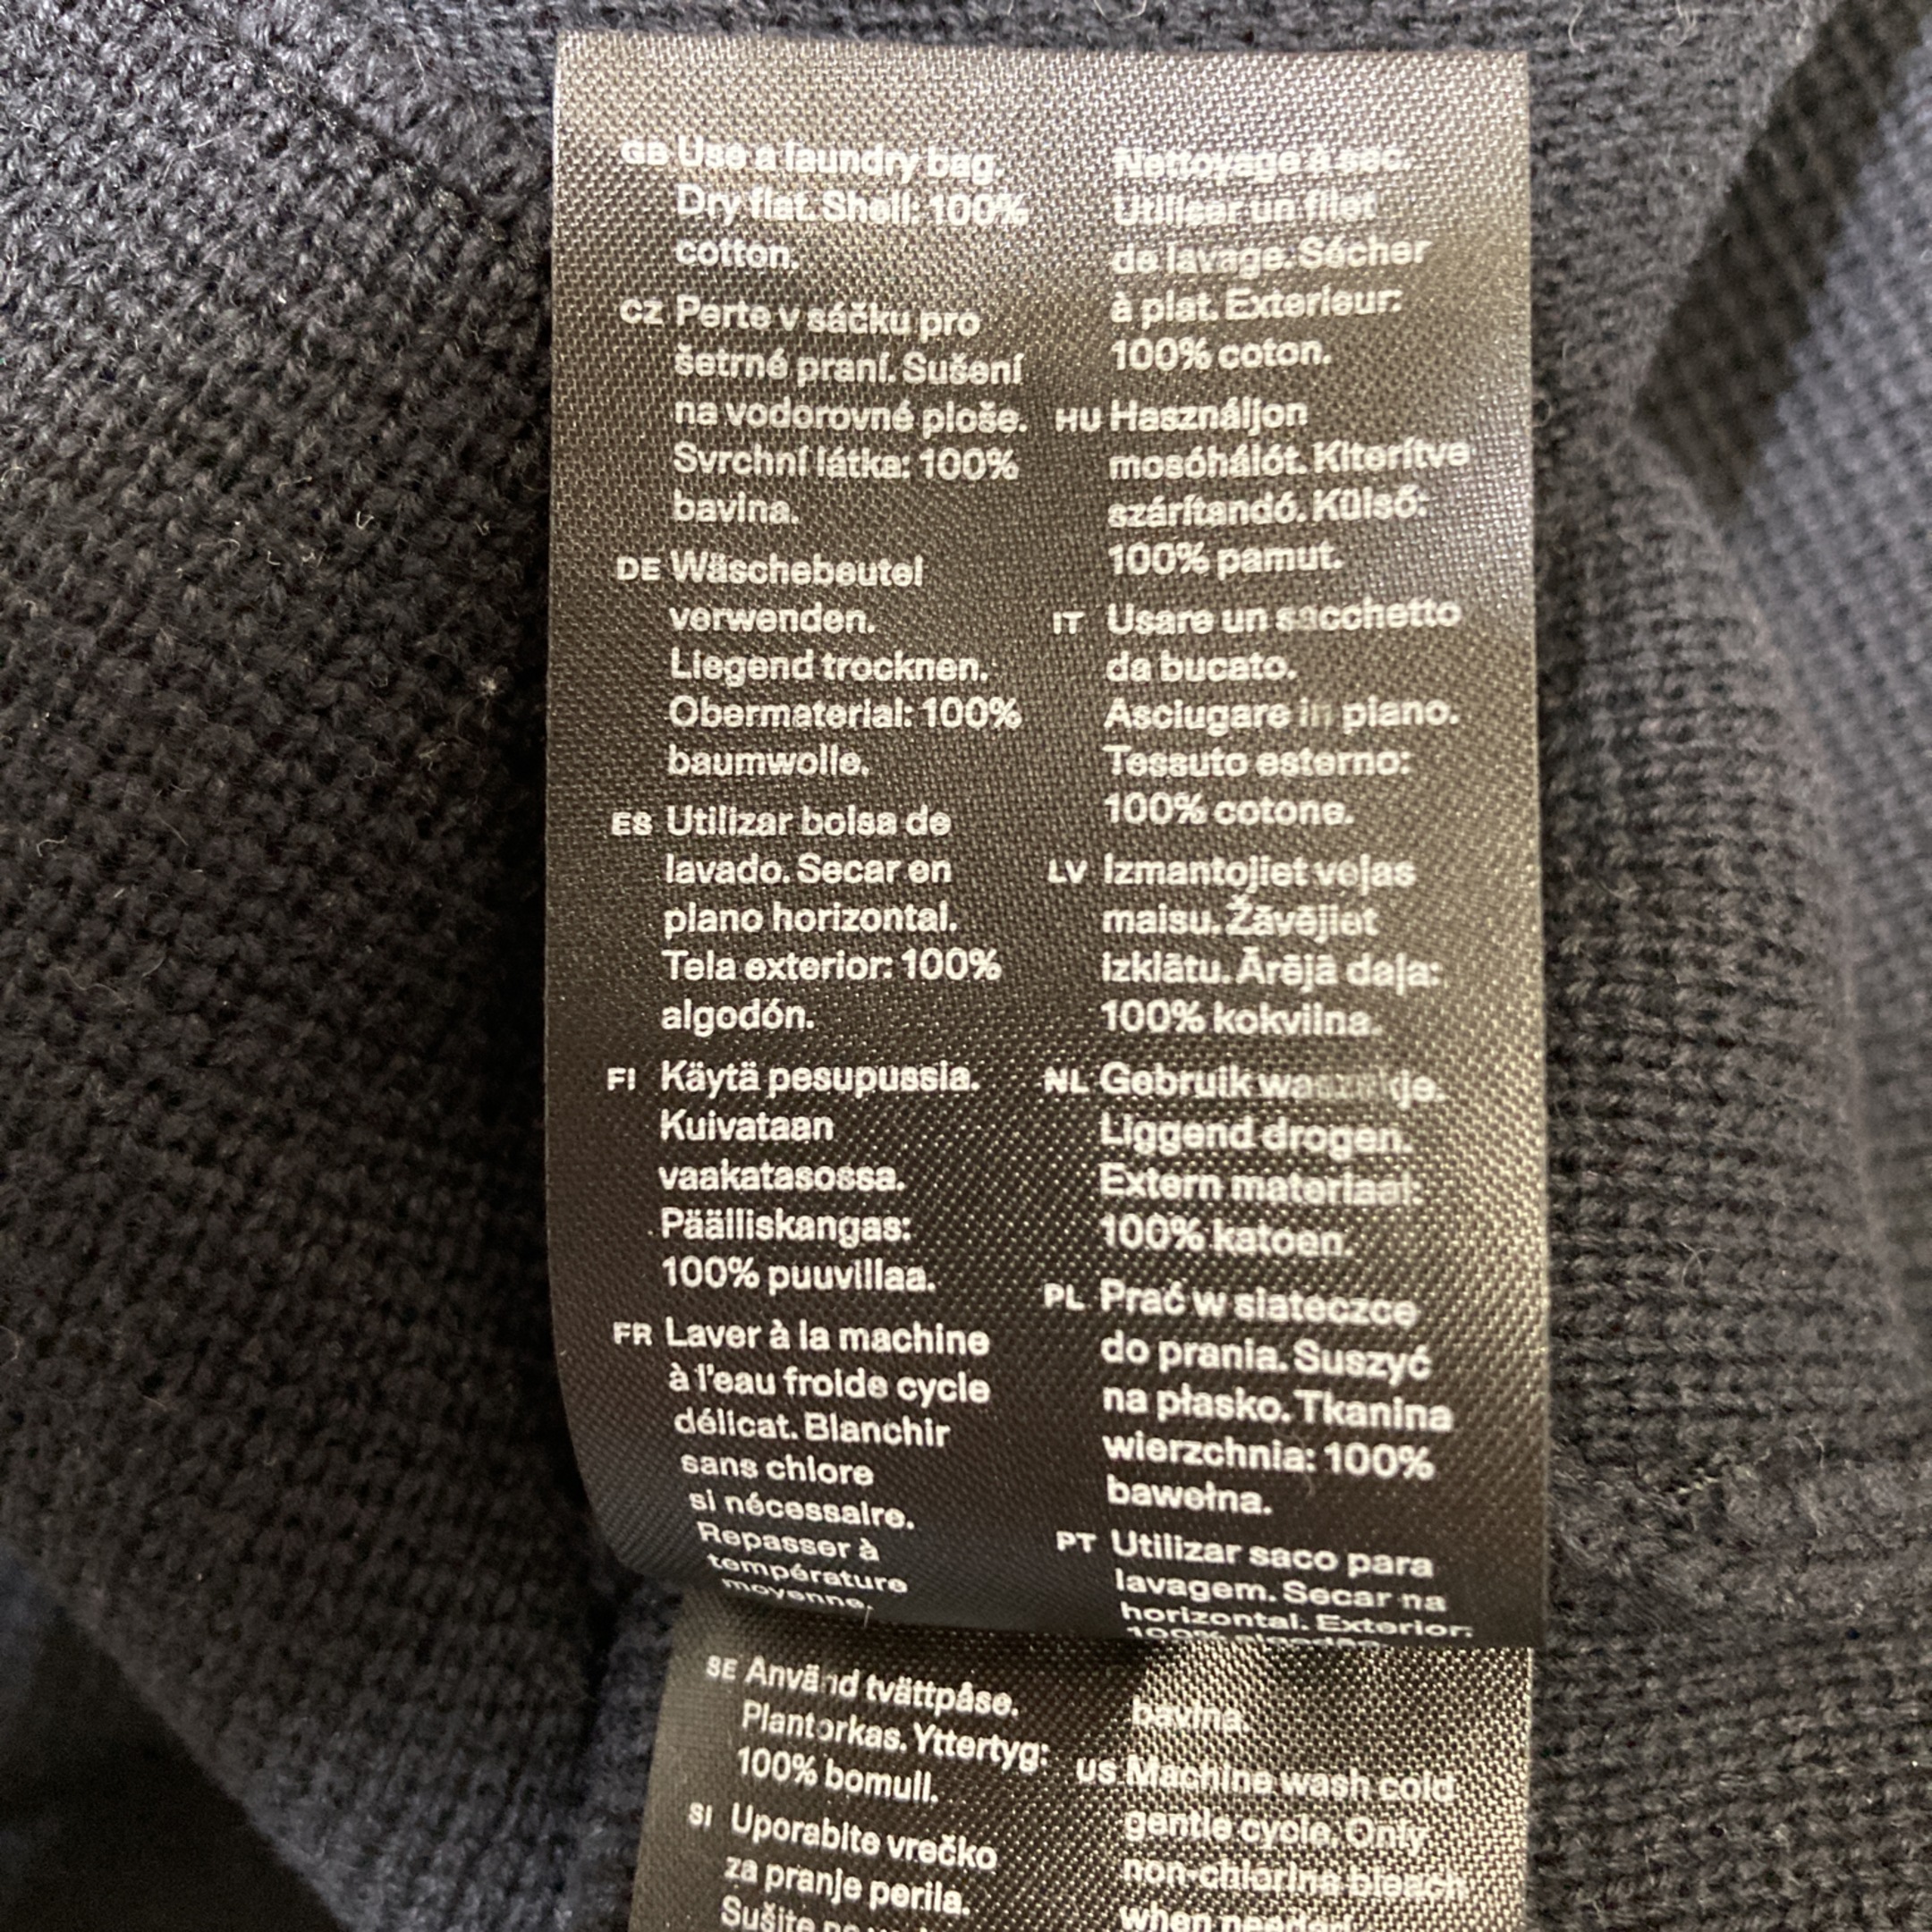 GB Use a laundry bag.
Dry flat. Shell: 100%
cotton.
CZ Perte v sáčku pro
šetrné praní. Sušení
na vodorovné ploše.
Svrchní látka: 100%
bavlna.
DE Wäschebeutel
verwenden.
Liegend trocknen.
Obermaterial: 100%
baumwolle.
ES Utilizar bolsa de
lavado. Secar en
plano horizontal.
Tela exterior: 100%
algodón.
FI Käytä pesupussia.
Kuivataan
vaakatasossa.
Päälliskangas:
100% puuvillaa.
FR Laver à la machine
à l'eau froide cycle
délicat. Blanchir
sans chlore
si nécessaire.
Repasser à
température
moyenne.
Nettoyage à sec.
Utiliser un filet
de lavage. Sécher
à plat. Exterieur:
100% coton.
HU Használjon
mosóhálót. Kiterítve
szárítandó. Külső:
100% pamut.
IT Usare un sacchetto
da bucato.
Asciugare in piano.
Tessuto esterno:
100% cotone.
LV Izmantojiet veļas
maisu. Žāvējiet
izklātu. Ārējā daļa:
100% kokvilna.
NL Gebruik
Liggend drogen.
Extern materiaal:
100% katoen.
PL Prać w siateczce
do prania. Suszyć
na płasko. Tkanina
wierzchnia: 100%
bawełna.
PT Utilizar saco para
lavagem. Secar na
horizontal. Exterior:
100%
SE Använd tvättpåse.
Plantorkas. Yttertyg:
100% bomull.
SI Uporabite vrečko
za pranje perila.
Sušite
bavlna.
US Machine wash cold
gentle cycle. Only
non-chlorine bleach
when needed.